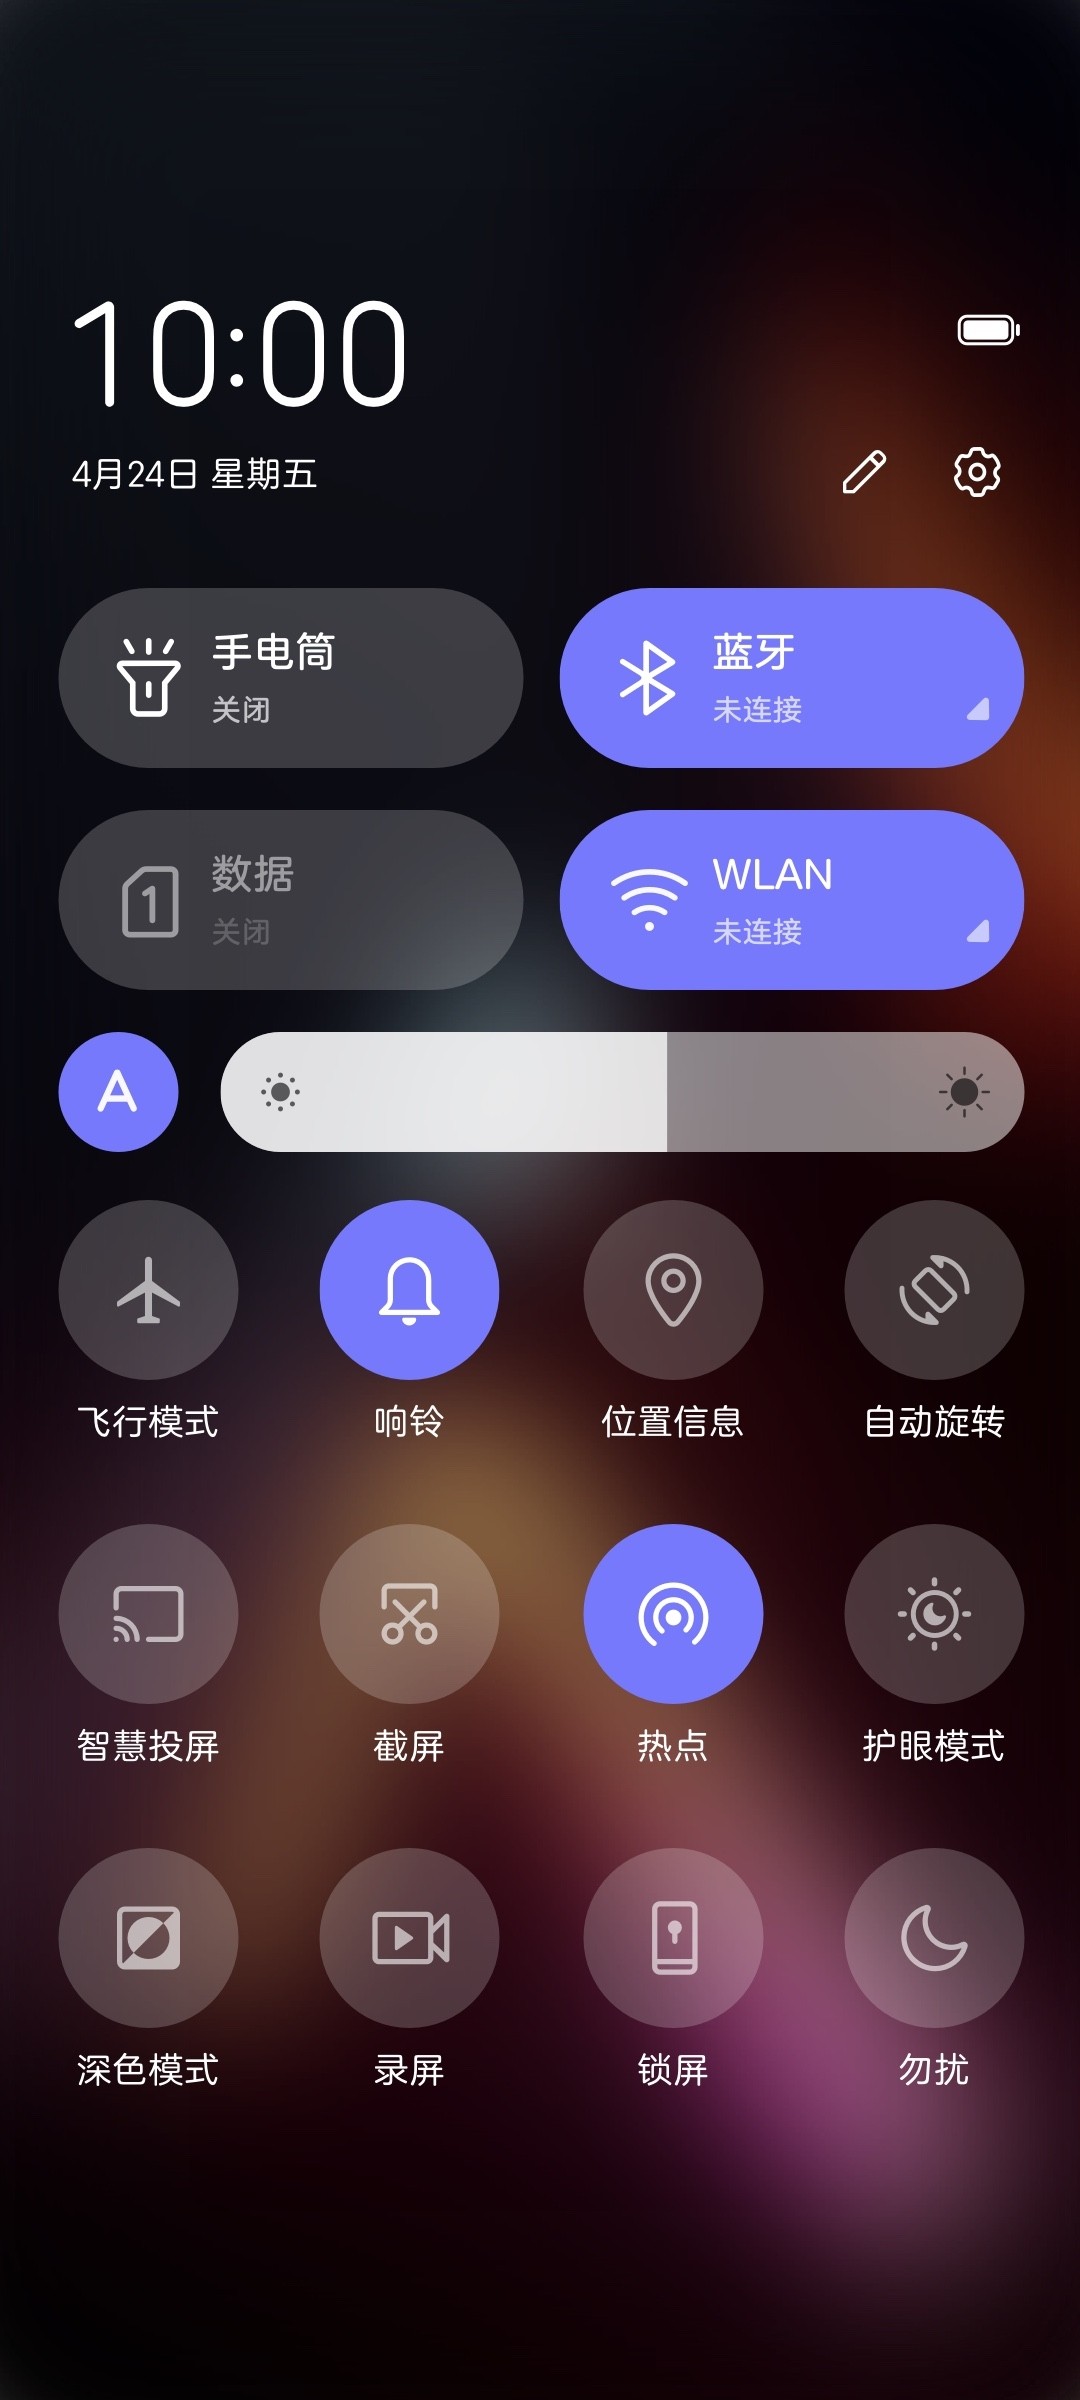 10:00
4月24日 星期五
手电筒
关闭
蓝牙
未连接
数据
关闭
1
WLAN
未连接
A
飞行模式
响铃
位置信息
自动旋转
智慧投屏
截屏
热点
护眼模式
深色模式
录屏
锁屏
勿扰